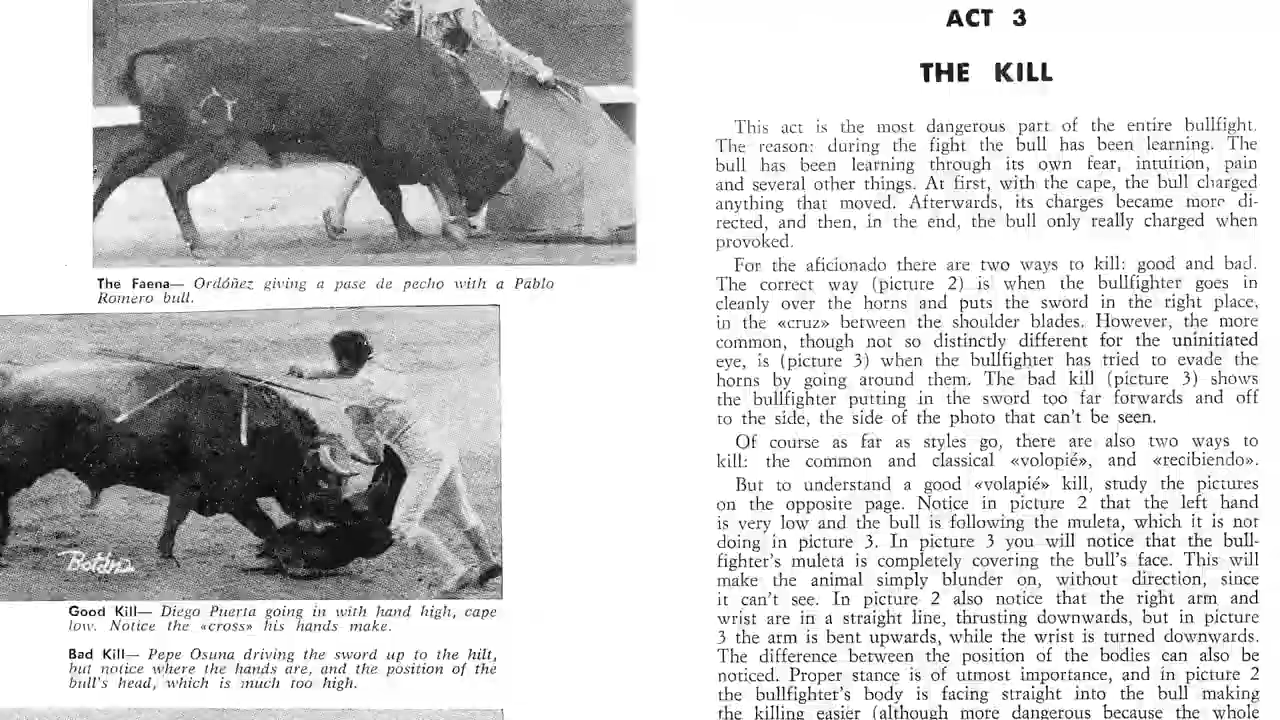 The Faena— Ordóñez giving a pase de pecho with a Pablo
Romero bull.
Good Kill— Diego Puerta going in with hand high, cape
low. Notice the «cross» his hands make.
Bad Kill— Pepe Osuna driving the sword up to the hilt,
but notice where the hands are, and the position of the
bull's head, which is much too high.
ACT 3
THE KILL
This act is the most dangerous part of the entire bullfight.
The reason: during the fight the bull has been learning. The
bull has been learning through its own fear, intuition, pain
and several other things. At first, with the cape, the bull charged
anything that moved. Afterwards, its charges became more di-
rected, and then, in the end, the bull only really charged when
provoked.
For the aficionado there are two ways to kill: good and bad.
The correct way (picture 2) is when the bullfighter goes in
cleanly over the horns and puts the sword in the right place,
in the «cruz» between the shoulder blades. However, the more
common, though not so distinctly different for the uninitiated
eye, is (picture 3) when the bullfighter has tried to evade the
horns by going around them. The bad kill (picture 3) shows
the bullfighter putting in the sword too far forwards and off
to the side, the side of the photo that can't be seen.
Of course as far as styles go, there are also two ways to
kill: the common and classical «volopié», and «recibiendo».
But to understand a good «volapié» kill, study the pictures
on the opposite page. Notice in picture 2 that the left hand
is very low and the bull is following the muleta, which it is not
doing in picture 3. In picture 3 you will notice that the bull-
fighter's muleta is completely covering the bull's face. This will
make the animal simply blunder on, without direction, since
it can't see. In picture 2 also notice that the right arm and
wrist are in a straight line, thrusting downwards, but in picture
3 the arm is bent upwards, while the wrist is turned downwards.
The difference between the position of the bodies can also be
noticed. Proper stance is of utmost importance, and in picture 2
the bullfighter's body is facing straight into the bull making
the killing easier (although more dangerous because the whole